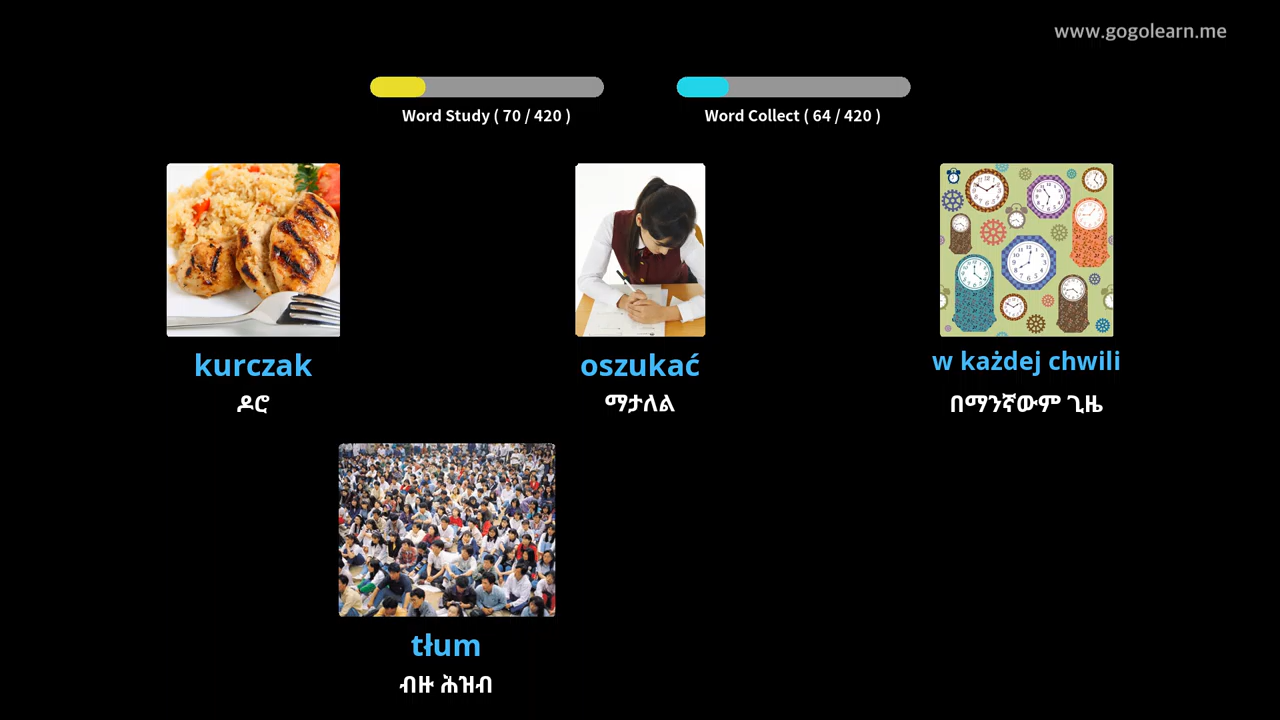 www.gogolearn.me
Word Study ( 70 / 420 )
Word Collect ( 64 / 420 )
kurczak
ዶሮ
oszukać
ማታለል
w każdej chwili
በማንኛውም ጊዜ
tłum
ብዙ ሕዝብ